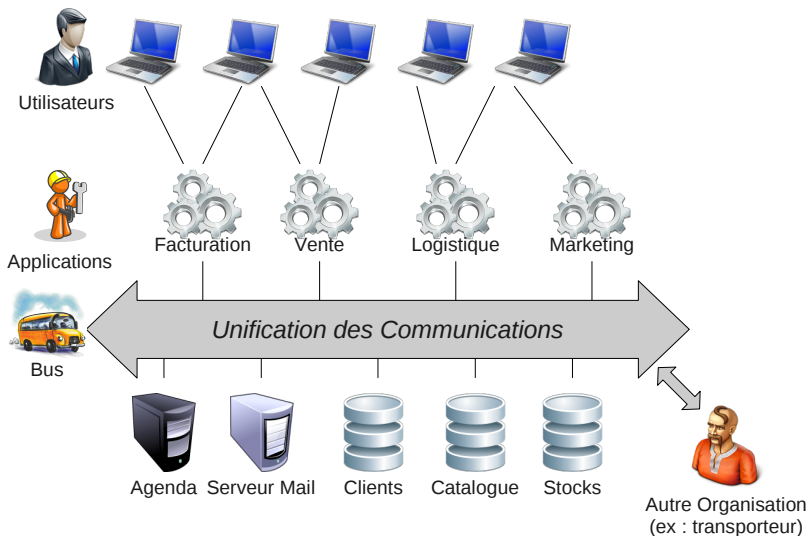 Utilisateurs
Facturation
Vente
Logistique
Marketing
Applications
Unification des Communications
Bus
Agenda
Serveur Mail
Clients
Catalogue
Stocks
Autre Organisation
(ex : transporteur)